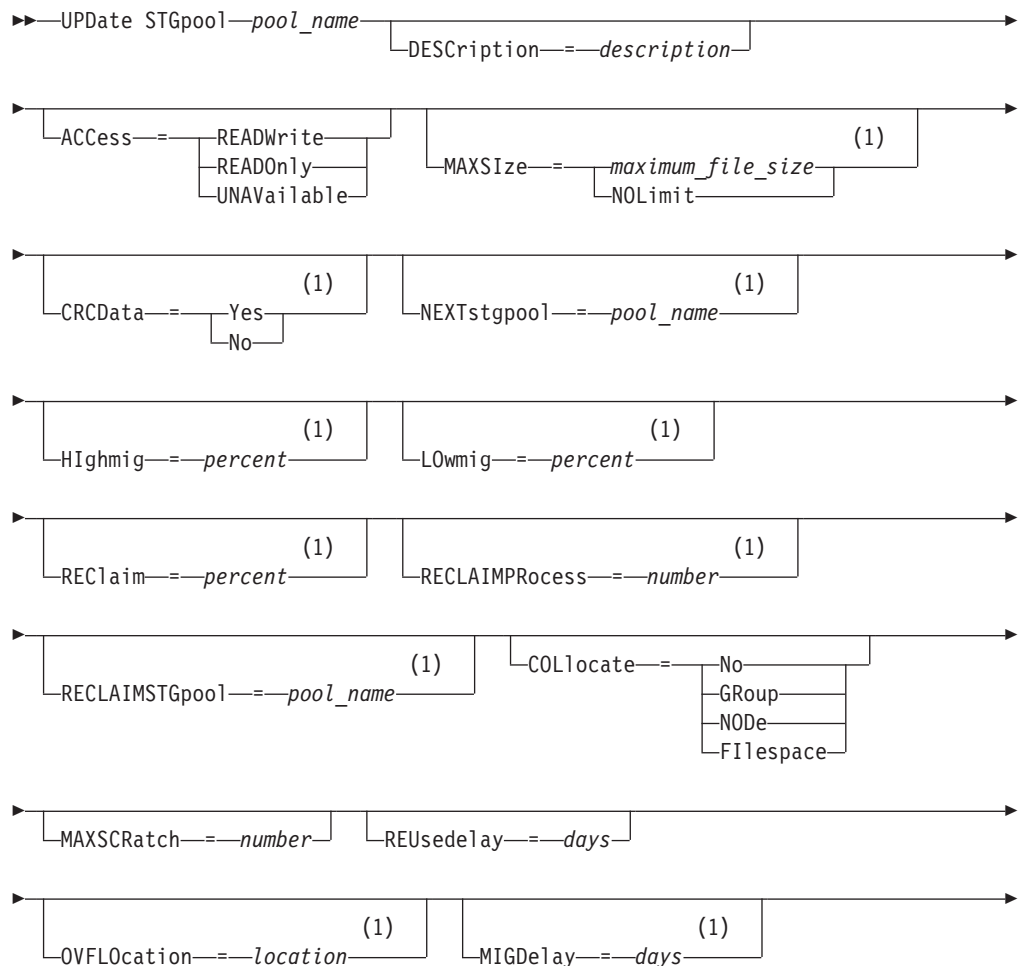 UPDate STGpool pool_name
DESCription = description
ACCess = READWrite
READOnly
UNAVailable
(1)
MAXSIze = maximum_file_size
NOLimit
(1)
CRCData = Yes
No
(1)
NEXTstgpool = pool_name
(1)
HIghmig = percent
(1)
LOwmig = percent
(1)
REClaim = percent
(1)
RECLAIMPRocess = number
(1)
RECLAIMSTGpool = pool_name
COLlocate = No
GRoup
NODe
FIlespace
MAXSCRatch = number
REUsedelay = days
(1)
OVFLOcation = location
(1)
MIGDelay = days